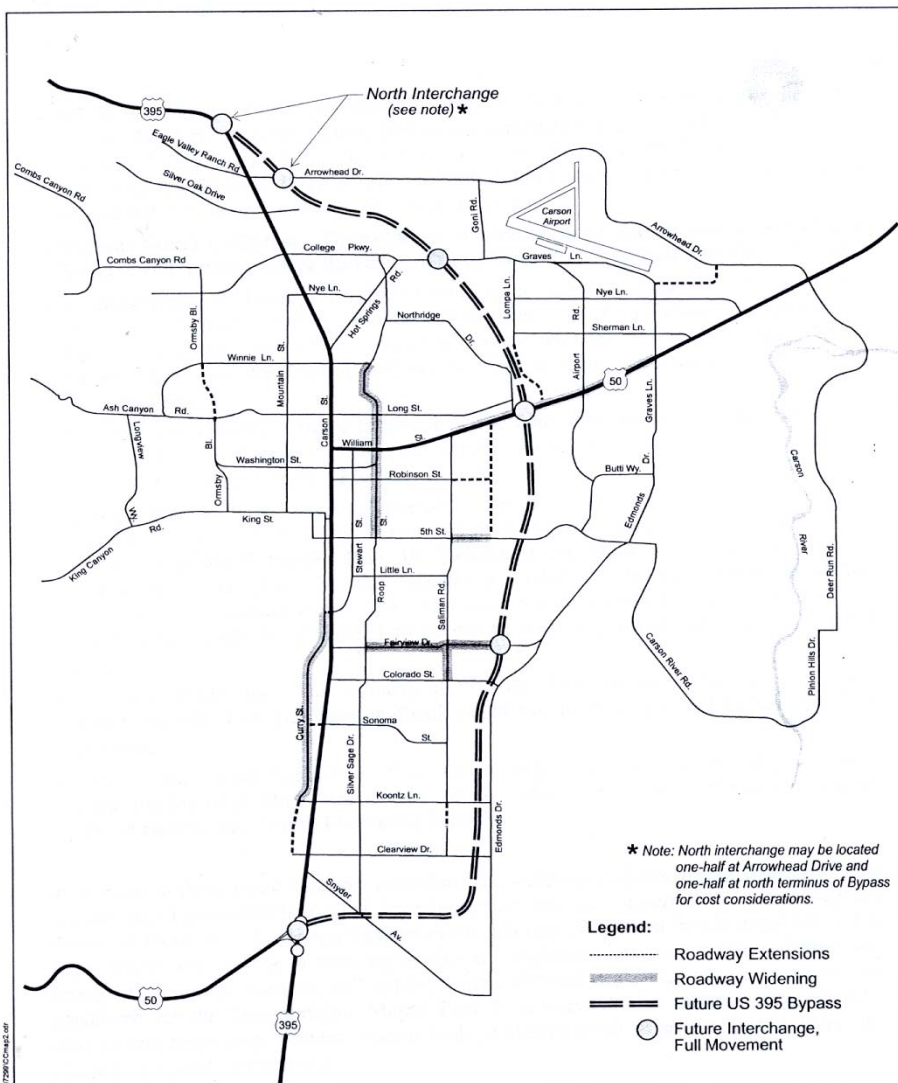 North Interchange
(see note) *
395
Eagle Valley Ranch Rd
Arrowhead Dr.
Combs Canyon Rd
Silver Oak Drive
Goni Rd.
Carson
Airport
Arrowhead Dr.
College Pkwy.
Graves Ln.
Combs Canyon Rd
Nye Ln.
Hot Springs Rd.
Lompa Ln.
Nye Ln.
Ormsby Bl.
Northridge Dr.
Airport Rd.
Sherman Ln.
Mountain St.
Winnie Ln.
50
Graves Ln.
Ash Canyon Rd.
Carson St.
Long St.
Longview Wy.
William St.
Carson River
Washington St.
Ormsby Bl.
Robinson St.
Butti Wy.
Edmonds Dr.
King St.
5th St.
King Canyon Rd.
Stewart St.
Roop St.
Little Ln.
Saliman Rd.
Deer Run Rd.
Fairview Dr.
Carson River Rd.
Pinion Hills Dr.
Colorado St.
Curry St.
Sonoma St.
Silver Sage Dr.
Koontz Ln.
Edmonds Dr.
Clearview Dr.
Snyder Av.
50
395
* Note: North interchange may be located
one-half at Arrowhead Drive and
one-half at north terminus of Bypass
for cost considerations.
Legend:
Roadway Extensions
Roadway Widening
Future US 395 Bypass
Future Interchange,
Full Movement